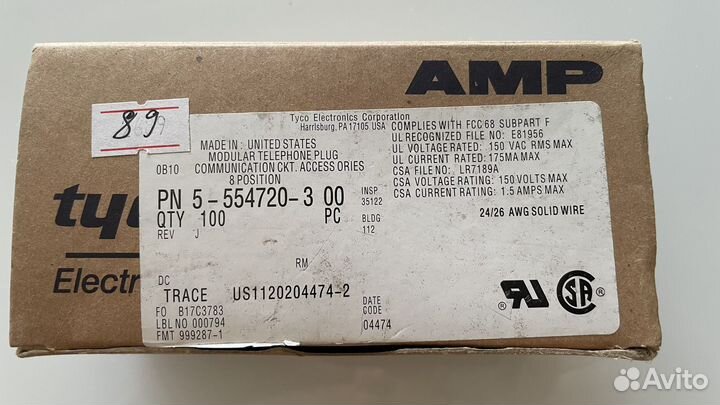 AMP
89
Tyco Electronics Corporation
Harrisburg, PA 17105 USA
MADE IN: UNITED STATES
MODULAR TELEPHONE PLUG
0B10 COMMUNICATION CKT. ACCESS ORIES
8 POSITION
COMPLIES WITH FCC 68 SUBPART F
UL RECOGNIZED FILE NO: E81956
UL VOLTAGE RATED: 150 VAC RMS MAX
UL CURRENT RATED: 175MA MAX
CSA FILE NO: LR7189A
CSA VOLTAGE RATING: 150 VOLTS MAX
CSA CURRENT RATING: 1.5 AMPS MAX
24/26 AWG SOLID WIRE
PN 5-554720-3 00
QTY 100 PC
REV J
INSP
35122
BLDG
112
RM
DC
TRACE US1120204474-2
FO B17C3783
LBL NO 000794
FMT 999287-1
DATE
CODE
04474
tyc
Electr
RU
SA
Avito